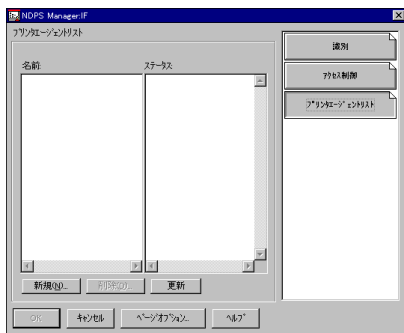 NDPS Manager:IF
プリンタエージェントリスト
名前:
ステータス:
新規(N)...
削除(D)...
更新
識別
アクセス制御
プリンタエージェントリスト
OK
キャンセル
ページオプション...
ヘルプ